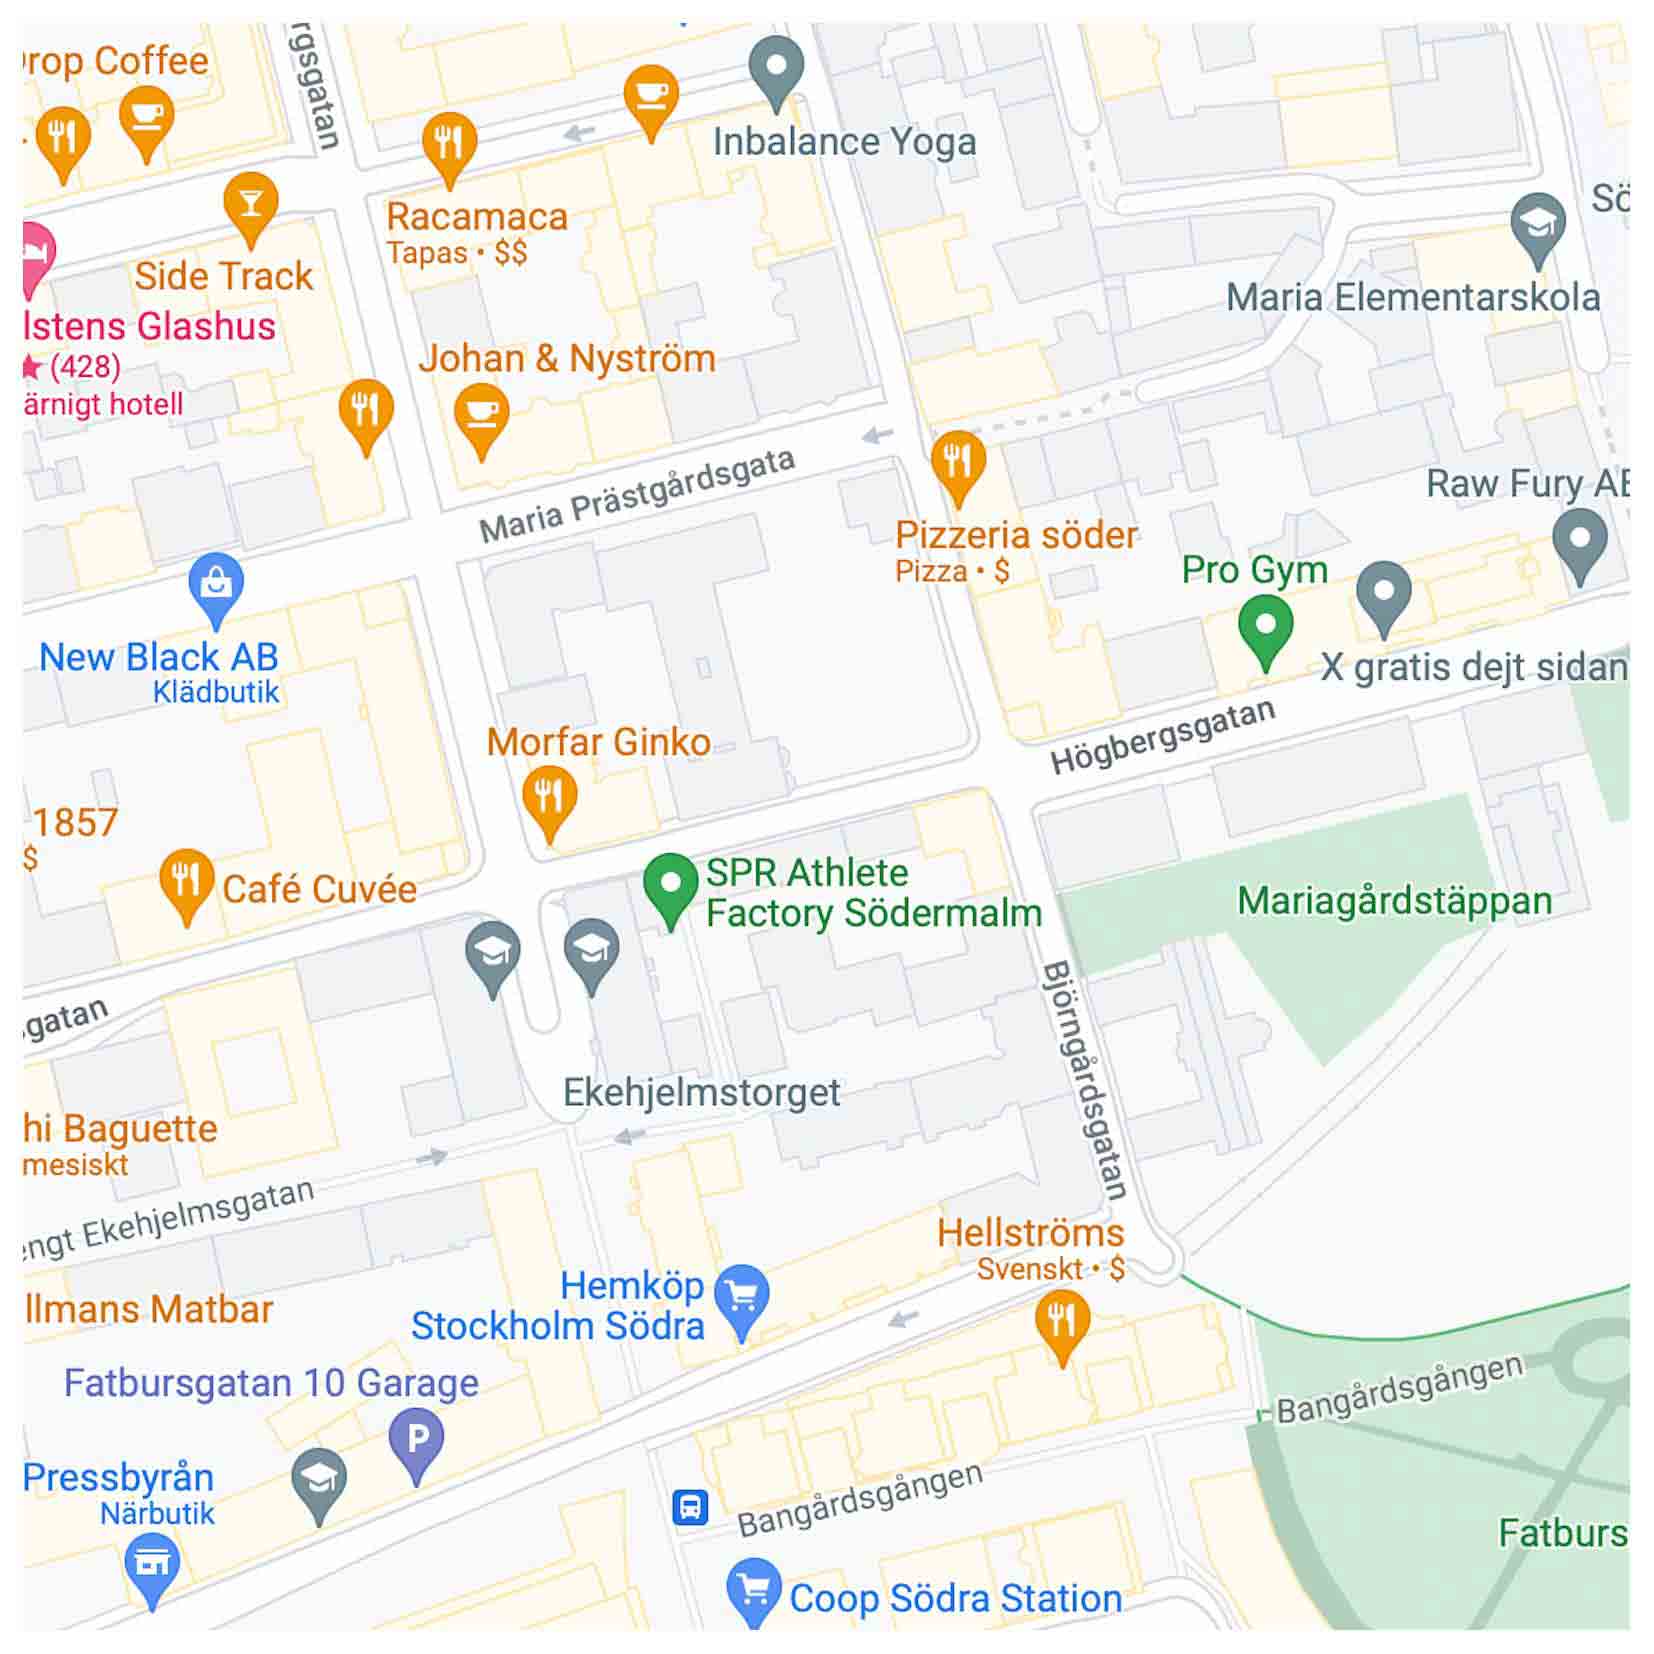 rop Coffee
rgsgatan
Inbalance Yoga
Racamaca
Tapas • $$
Side Track
Sö
Maria Elementarskola
lstens Glashus
(428)
ärnigt hotell
Johan & Nyström
Maria Prästgårdsgata
Raw Fury AB
Pizzeria söder
Pizza • $
Pro Gym
New Black AB
Klädbutik
X gratis dejt sidan
Högbergsgatan
Morfar Ginko
1857
$
Café Cuvée
SPR Athlete
Factory Södermalm
Mariagårdstäppan
gatan
Björngårdsgatan
Ekehjelmstorget
hi Baguette
mesiskt
engt Ekehjelmsgatan
Hellströms
Svenskt • $
Hemköp
Stockholm Södra
llmans Matbar
Fatbursgatan 10 Garage
P
Bangårdsgången
Pressbyrån
Närbutik
Bangårdsgången
Fatburs
Coop Södra Station